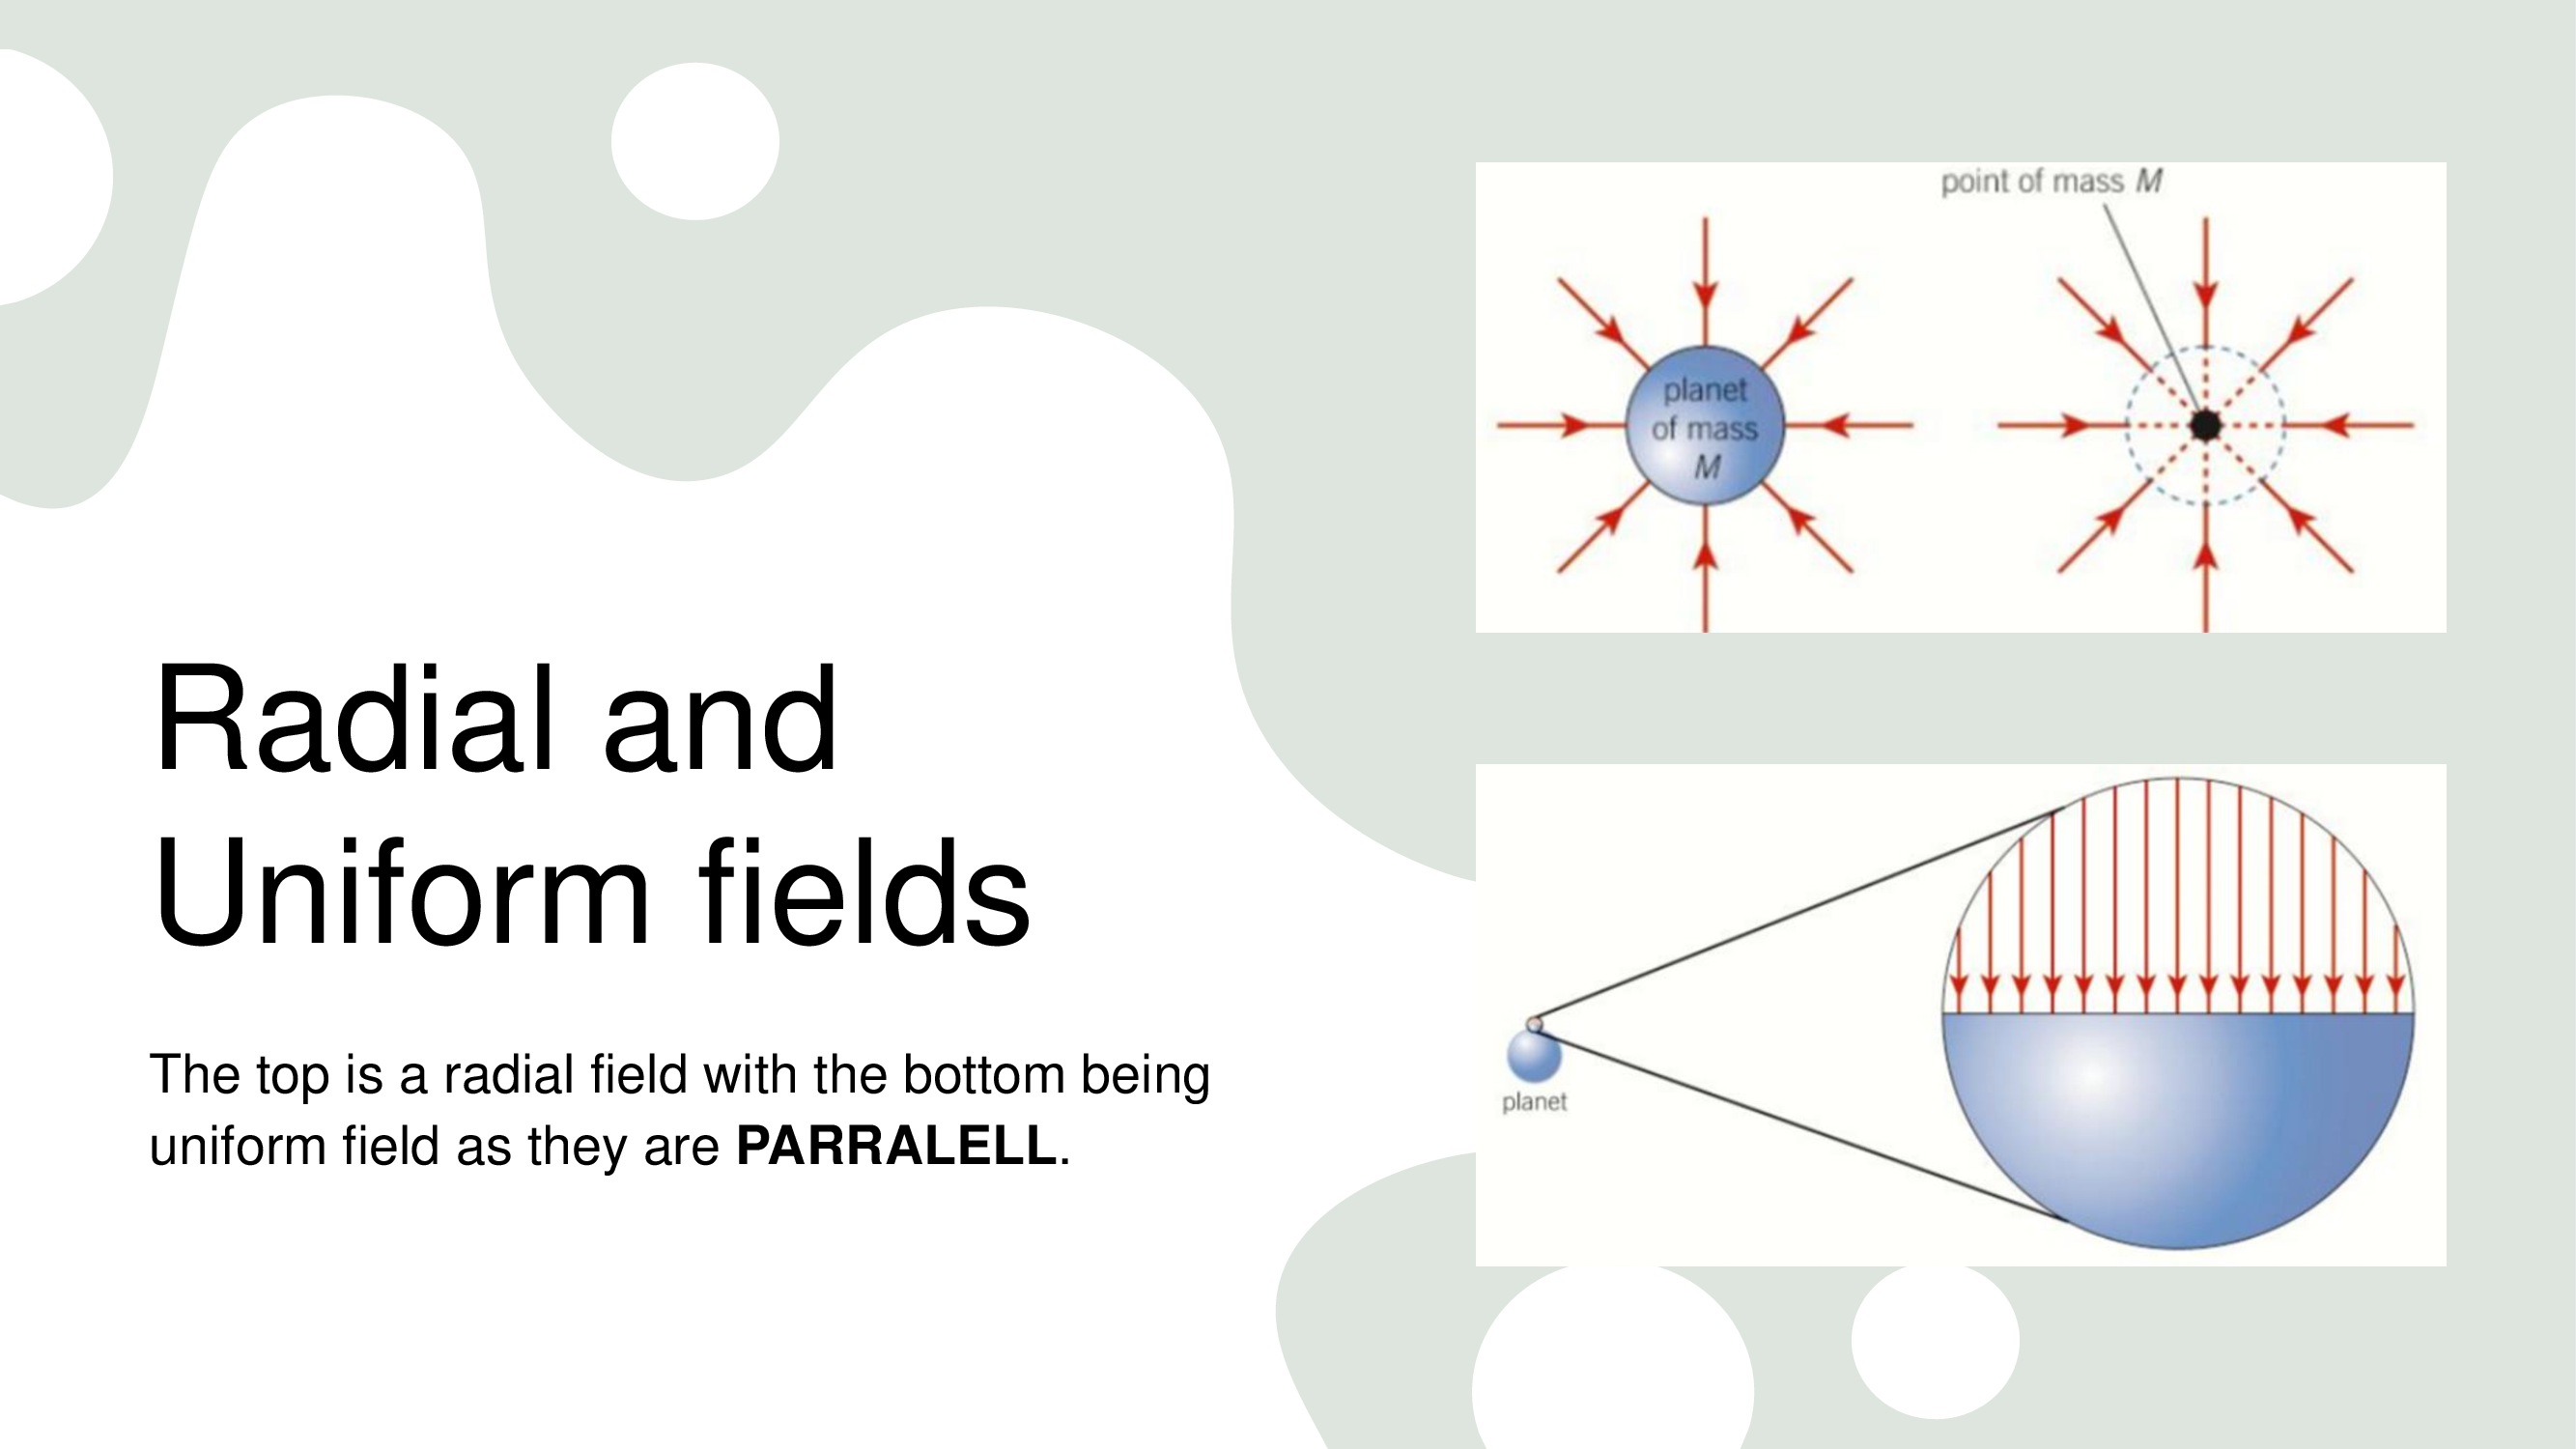 Radial and
Uniform fields
The top is a radial field with the bottom being
uniform field as they are PARRALELL.
point of mass M
planet
of mass
M
planet